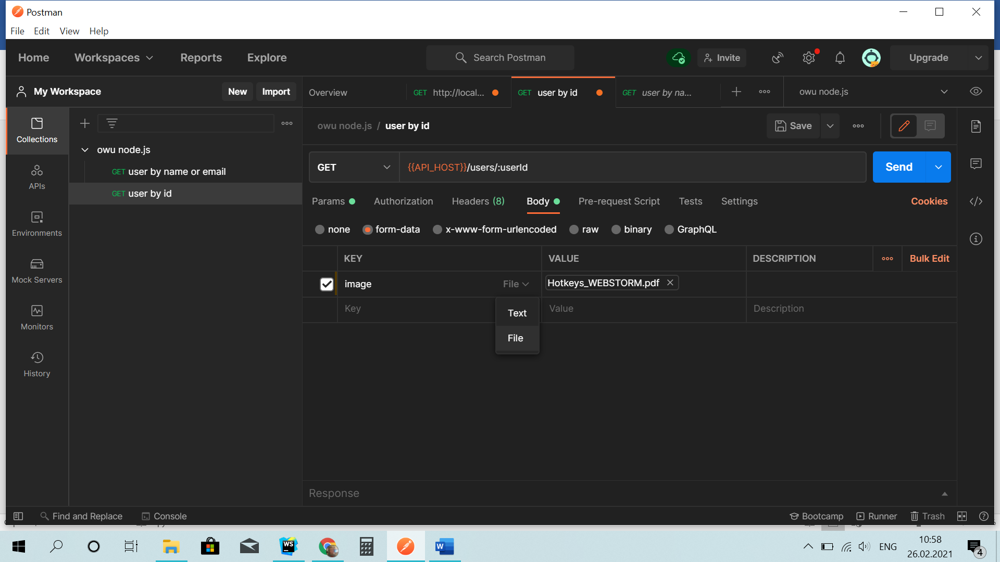 Postman
File Edit View Help
Home Workspaces Reports Explore Search Postman Invite Upgrade
My Workspace New Import Overview GET http://local... GET user by id GET user by na... owu node.js
owu node.js / user by id Save
Collections
owu node.js
GET user by name or email
GET user by id
GET {{API_HOST}}/users/:userId Send
APIs
Environments
Mock Servers
Monitors
History
Params Authorization Headers (8) Body Pre-request Script Tests Settings Cookies
none form-data x-www-form-urlencoded raw binary GraphQL
KEY VALUE DESCRIPTION Bulk Edit
image File Hotkeys_WEBSTORM.pdf
Key Value Description
Text
File
Response
Find and Replace Console Bootcamp Runner Trash
WS W ENG 10:58
26.02.2021 4